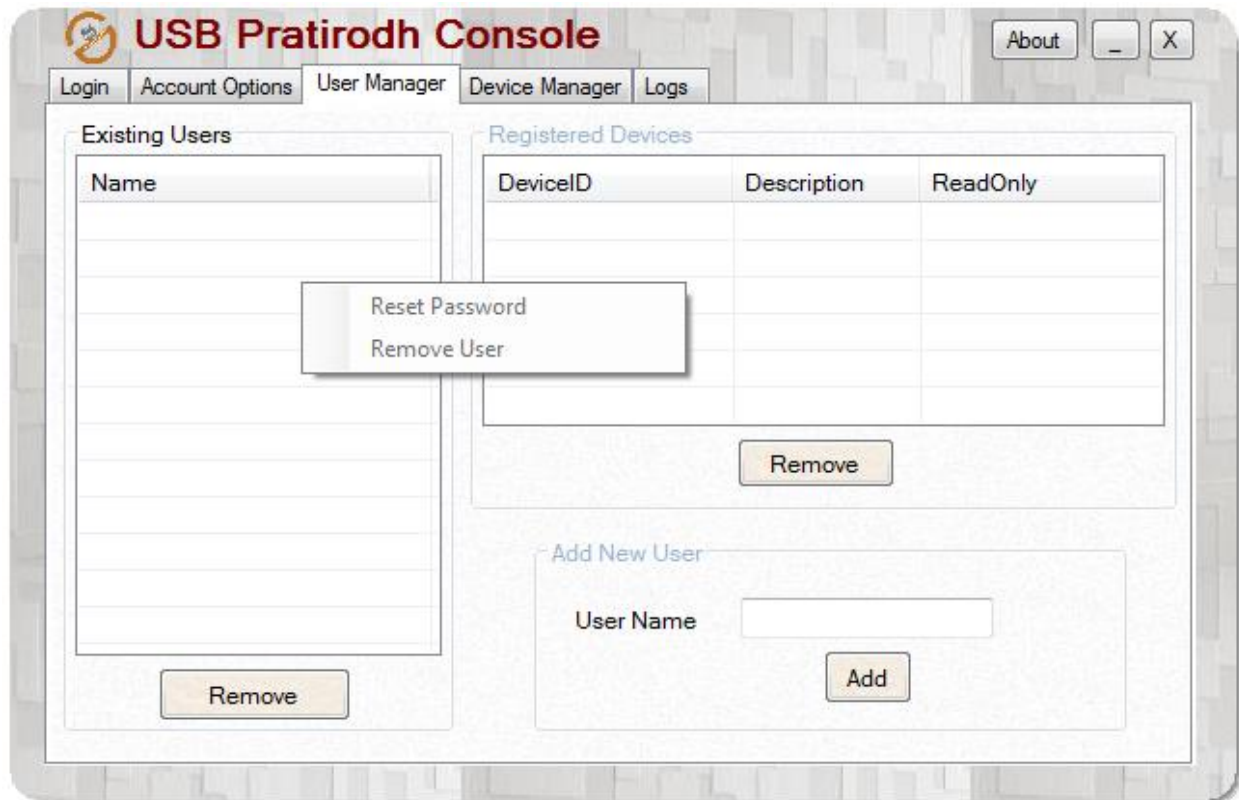 USB Pratirodh Console
About _ X
Login Account Options User Manager Device Manager Logs
Existing Users
Name
Reset Password
Remove User
Remove
Registered Devices
DeviceID Description ReadOnly
Remove
Add New User
User Name
Add